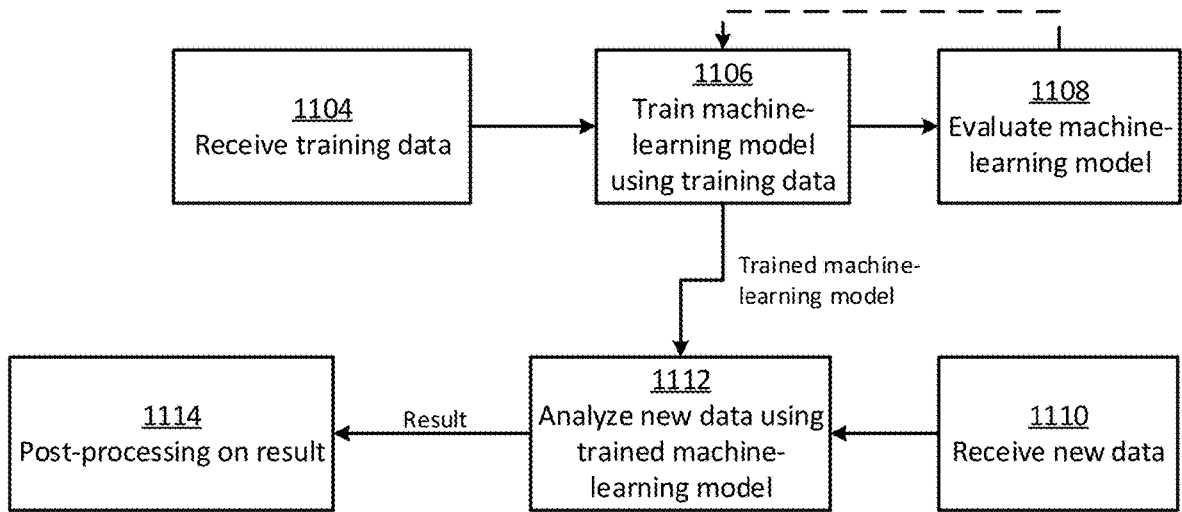 1104
Receive training data
1106
Train machine-
learning model
using training data
1108
Evaluate machine-
learning model
Trained machine-
learning model
1114
Post-processing on result
Result
1112
Analyze new data using
trained machine-
learning model
1110
Receive new data